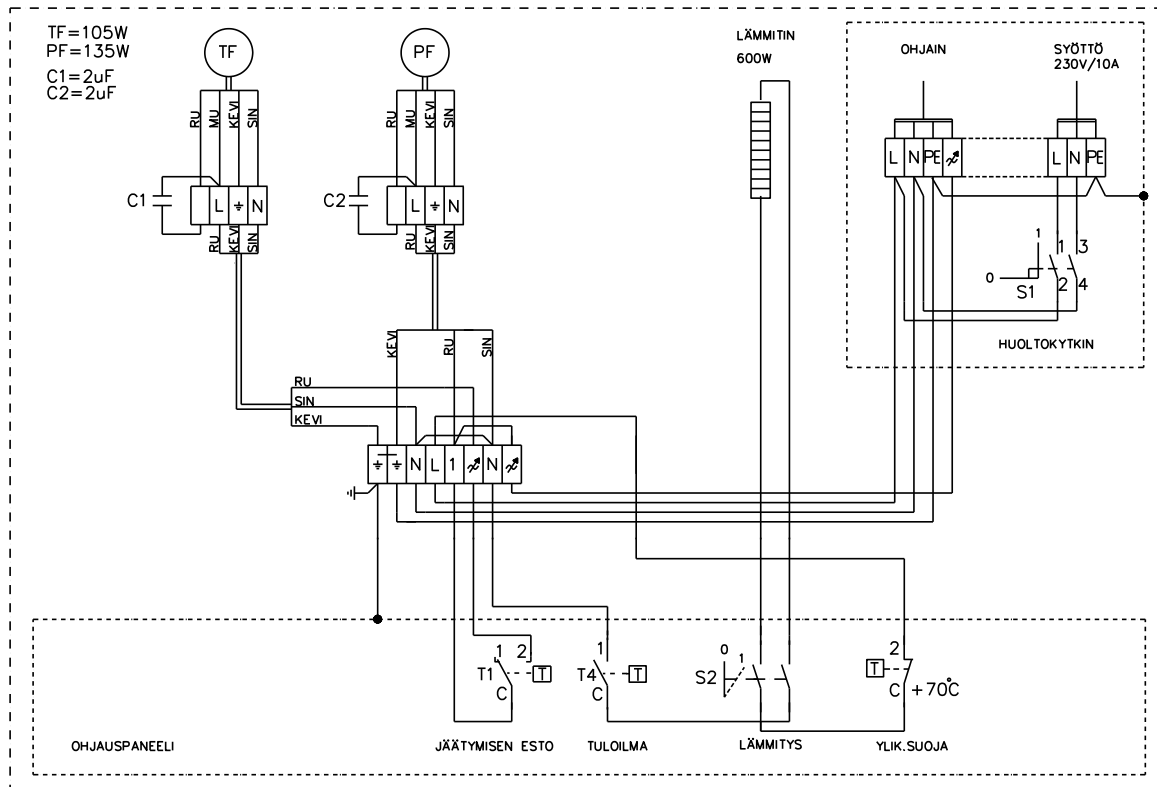 TF=105W
PF=135W
C1=2uF
C2=2uF
TF
PF
LÄMMITIN
600W
OHJAIN
SYÖTTÖ
230V/10A
RU MU KEVI SIN
RU MU KEVI SIN
L N PE
L N PE
C1
L N
C2
L N
RU KEVI SIN
RU KEVI SIN
1 1 3
0 S1 2 4
HUOLTOKYTKIN
KEVI RU SIN
RU
SIN
KEVI
N L 1 N
1 2
T1 T
C
1
T4 T
C
0 1
S2
2
T
C +70°C
OHJAUSPANEELI
JÄÄTYMISEN ESTO
TULOILMA
LÄMMITYS
YLIK.SUOJA